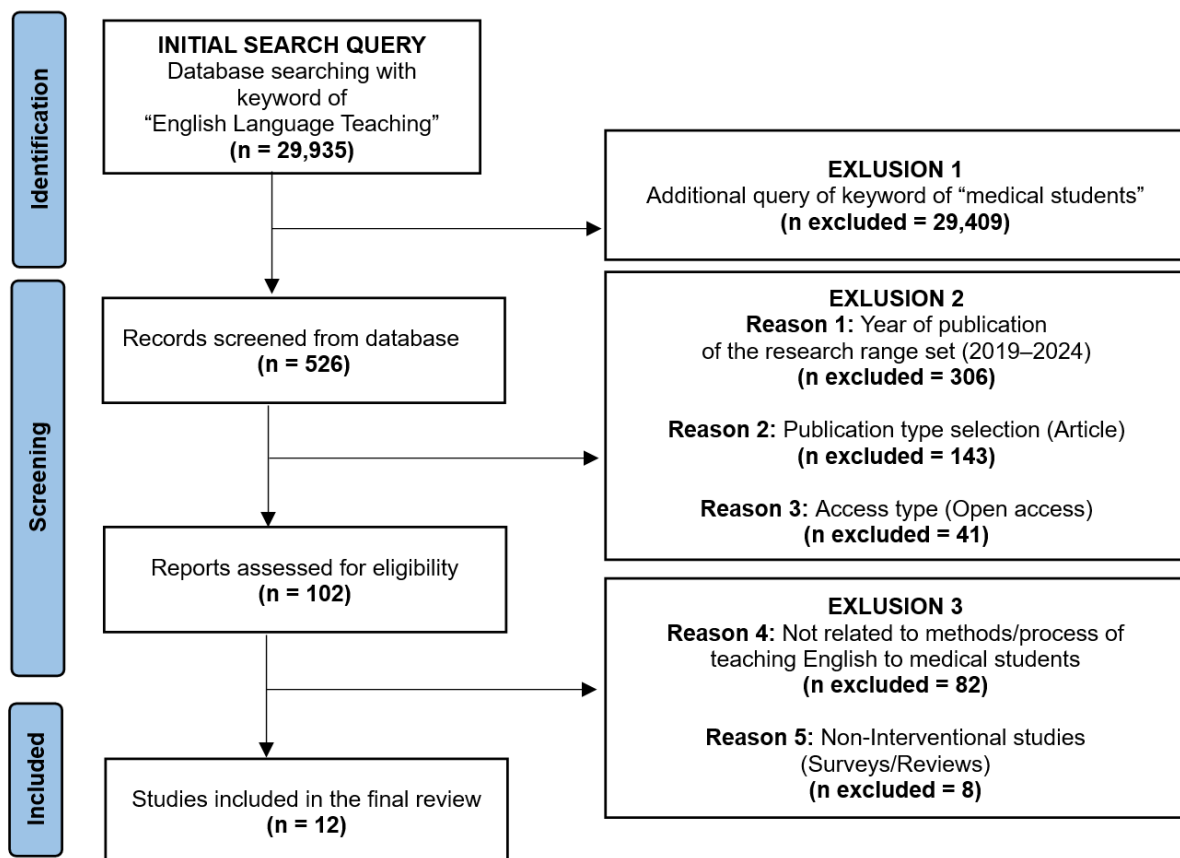 Identification
INITIAL SEARCH QUERY
Database searching with
keyword of
“English Language Teaching”
(n = 29,935)
EXLUSION 1
Additional query of keyword of “medical students”
(n excluded = 29,409)
Screening
Records screened from database
(n = 526)
EXLUSION 2
Reason 1: Year of publication
of the research range set (2019–2024)
(n excluded = 306)
Reason 2: Publication type selection (Article)
(n excluded = 143)
Reason 3: Access type (Open access)
(n excluded = 41)
Reports assessed for eligibility
(n = 102)
EXLUSION 3
Reason 4: Not related to methods/process of
teaching English to medical students
(n excluded = 82)
Reason 5: Non-Interventional studies
(Surveys/Reviews)
(n excluded = 8)
Included
Studies included in the final review
(n = 12)